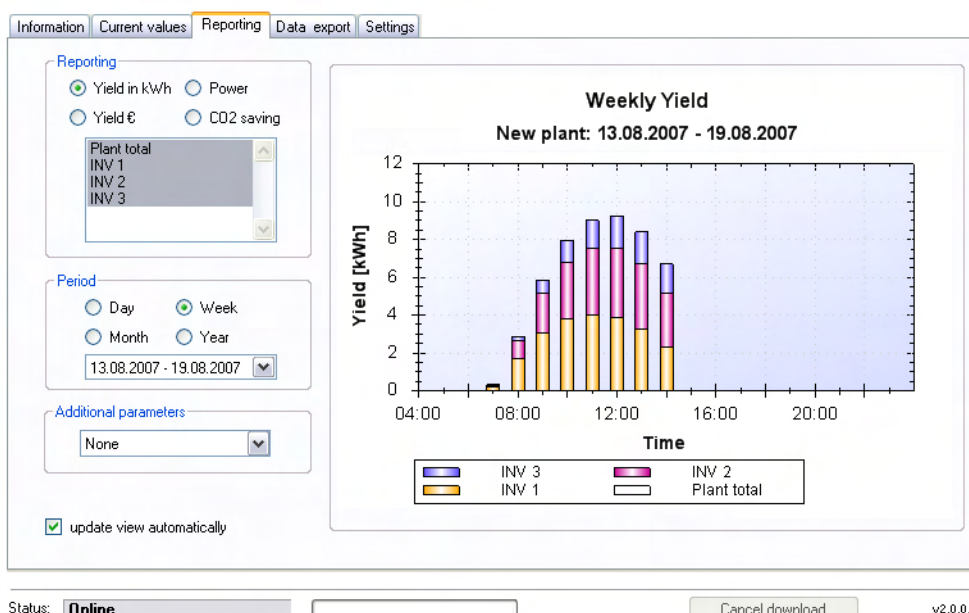 Information Current values Reporting Data export Settings
Reporting
Yield in kWh Power
Yield € CO2 saving
Plant total
INV 1
INV 2
INV 3
Period
Day Week
Month Year
13.08.2007 - 19.08.2007
Additional parameters
None
update view automatically
Weekly Yield
New plant: 13.08.2007 - 19.08.2007
Yield [kWh]
12
10
8
6
4
2
0
04:00 08:00 12:00 16:00 20:00
Time
INV 3 INV 2
INV 1 Plant total
Status: Online Cancel download v2.0.0.